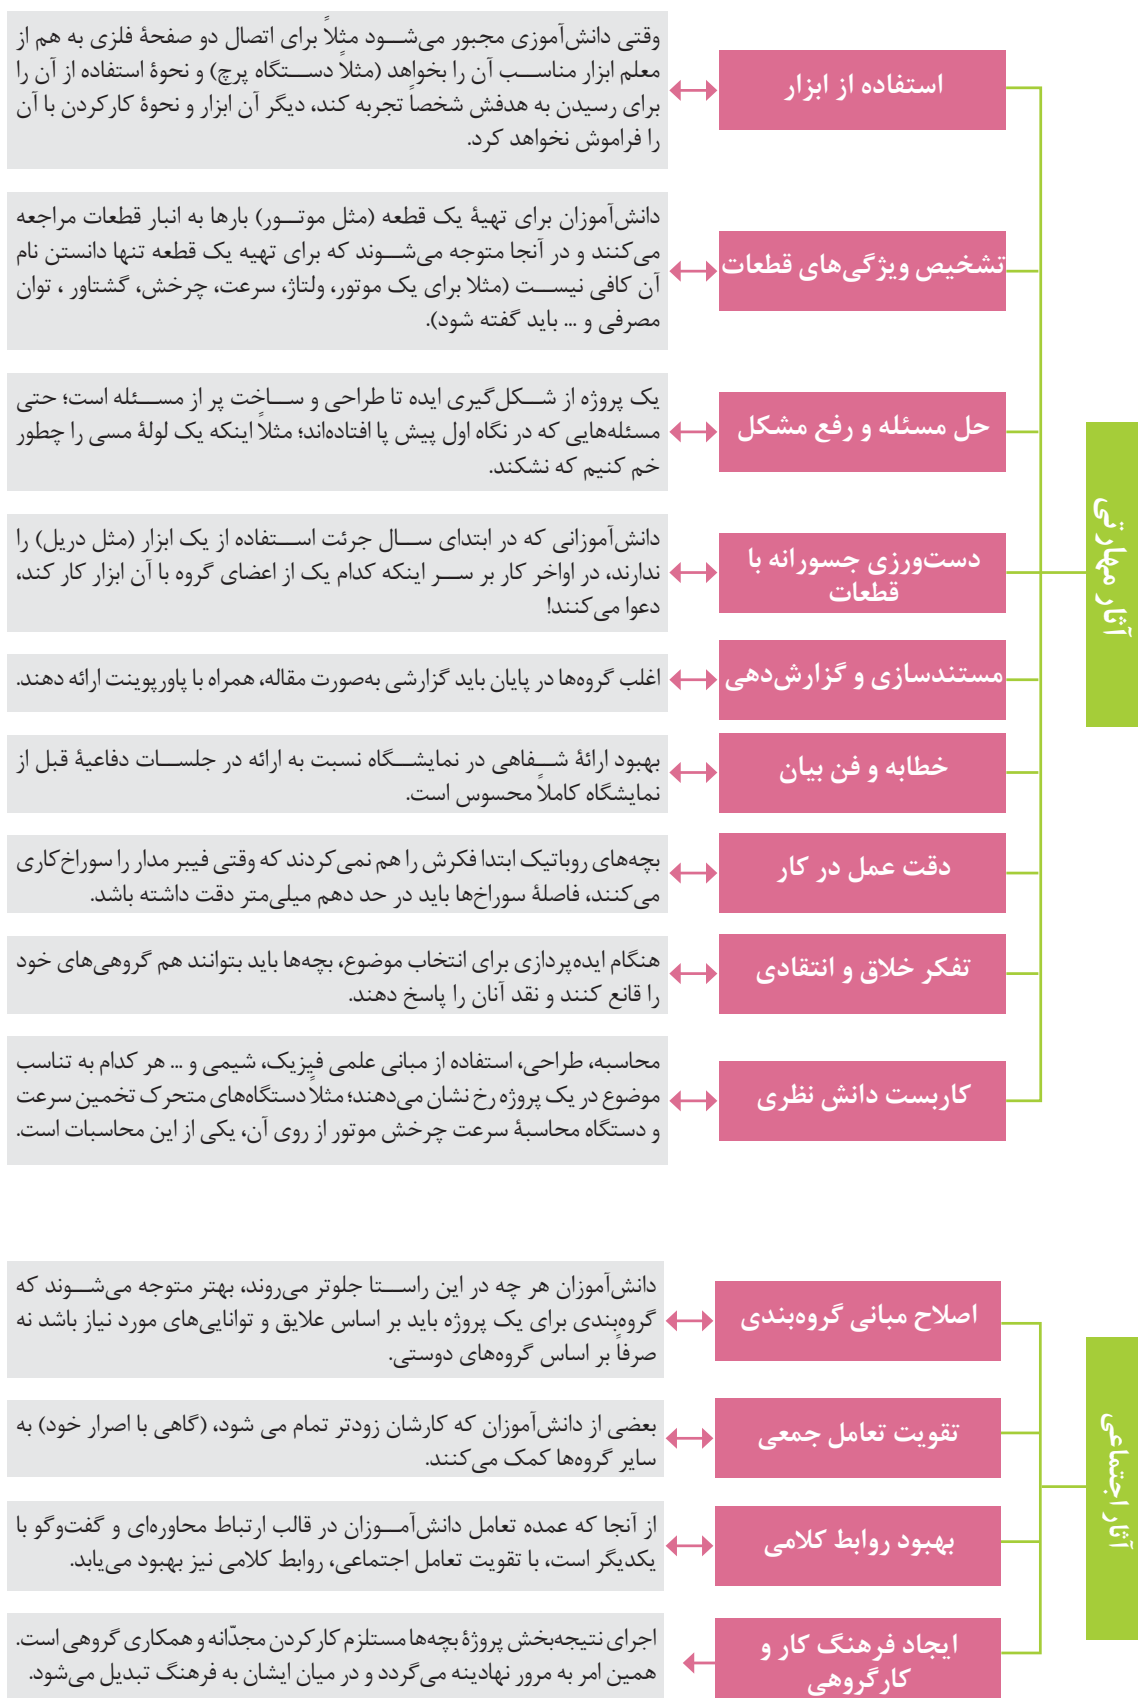 آثار مهارتی
استفاده از ابزار
وقتی دانش‌آموزی مجبور می‌شود مثلاً برای اتصال دو صفحۀ فلزی به هم از
معلم ابزار مناسب آن را بخواهد (مثلاً دستگاه پرچ) و نحوۀ استفاده از آن را
برای رسیدن به هدفش شخصاً تجربه کند، دیگر آن ابزار و نحوۀ کارکردن با آن
را فراموش نخواهد کرد.
تشخیص ویژگی‌های قطعات
دانش‌آموزان برای تهیۀ یک قطعه (مثل موتور) بارها به انبار قطعات مراجعه
می‌کنند و در آنجا متوجه می‌شوند که برای تهیه یک قطعه تنها دانستن نام
آن کافی نیست (مثلا برای یک موتور، ولتاژ، سرعت، چرخش، گشتاور ، توان
مصرفی و ... باید گفته شود).
حل مسئله و رفع مشکل
یک پروژه از شکل‌گیری ایده تا طراحی و ساخت پر از مسئله است؛ حتی
مسئله‌هایی که در نگاه اول پیش پا افتاده‌اند؛ مثلاً اینکه یک لولۀ مسی را چطور
خم کنیم که نشکند.
دست‌ورزی جسورانه با
قطعات
دانش‌آموزانی که در ابتدای سال جرئت استفاده از یک ابزار (مثل دریل) را
ندارند، در اواخر کار بر سر اینکه کدام یک از اعضای گروه با آن ابزار کار کند،
دعوا می‌کنند!
مستندسازی و گزارش‌دهی
اغلب گروه‌ها در پایان باید گزارشی به‌صورت مقاله، همراه با پاورپوینت ارائه دهند.
خطابه و فن بیان
بهبود ارائۀ شفاهی در نمایشگاه نسبت به ارائه در جلسات دفاعیۀ قبل از
نمایشگاه کاملاً محسوس است.
دقت عمل در کار
بچه‌های روباتیک ابتدا فکرش را هم نمی‌کردند که وقتی فیبر مدار را سوراخ‌کاری
می‌کنند، فاصلۀ سوراخ‌ها باید در حد دهم میلی‌متر دقت داشته باشد.
تفکر خلاق و انتقادی
هنگام ایده‌پردازی برای انتخاب موضوع، بچه‌ها باید بتوانند هم گروهی‌های خود
را قانع کنند و نقد آنان را پاسخ دهند.
کاربست دانش نظری
محاسبه، طراحی، استفاده از مبانی علمی فیزیک، شیمی و ... هر کدام به تناسب
موضوع در یک پروژه رخ نشان می‌دهند؛ مثلاً دستگاه‌های متحرک تخمین سرعت
و دستگاه محاسبۀ سرعت چرخش موتور از روی آن، یکی از این محاسبات است.
آثار اجتماعی
اصلاح مبانی گروه‌بندی
دانش‌آموزان هر چه در این راستا جلوتر می‌روند، بهتر متوجه می‌شوند که
گروه‌بندی برای یک پروژه باید بر اساس علایق و توانایی‌های مورد نیاز باشد نه
صرفاً بر اساس گروه‌های دوستی.
تقویت تعامل جمعی
بعضی از دانش‌آموزان که کارشان زودتر تمام می شود، (گاهی با اصرار خود) به
سایر گروه‌ها کمک می‌کنند.
بهبود روابط کلامی
از آنجا که عمده تعامل دانش‌آموزان در قالب ارتباط محاوره‌ای و گفت‌وگو با
یکدیگر است، با تقویت تعامل اجتماعی، روابط کلامی نیز بهبود می‌یابد.
ایجاد فرهنگ کار و
کارگروهی
اجرای نتیجه‌بخش پروژۀ بچه‌ها مستلزم کارکردن مجدّانه و همکاری گروهی است.
همین امر به مرور نهادینه می‌گردد و در میان ایشان به فرهنگ تبدیل می‌شود.